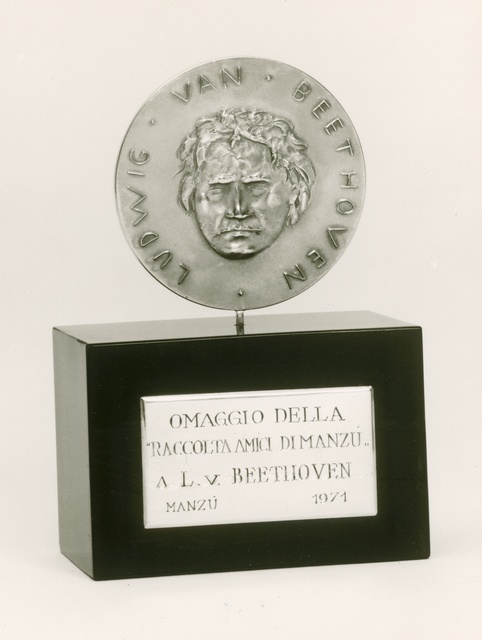 LUDWIG · VAN · BEETHOVEN ·
OMAGGIO DELLA
"RACCOLTA AMICI DI MANZÚ„
A L. v. BEETHOVEN
MANZÚ 1971